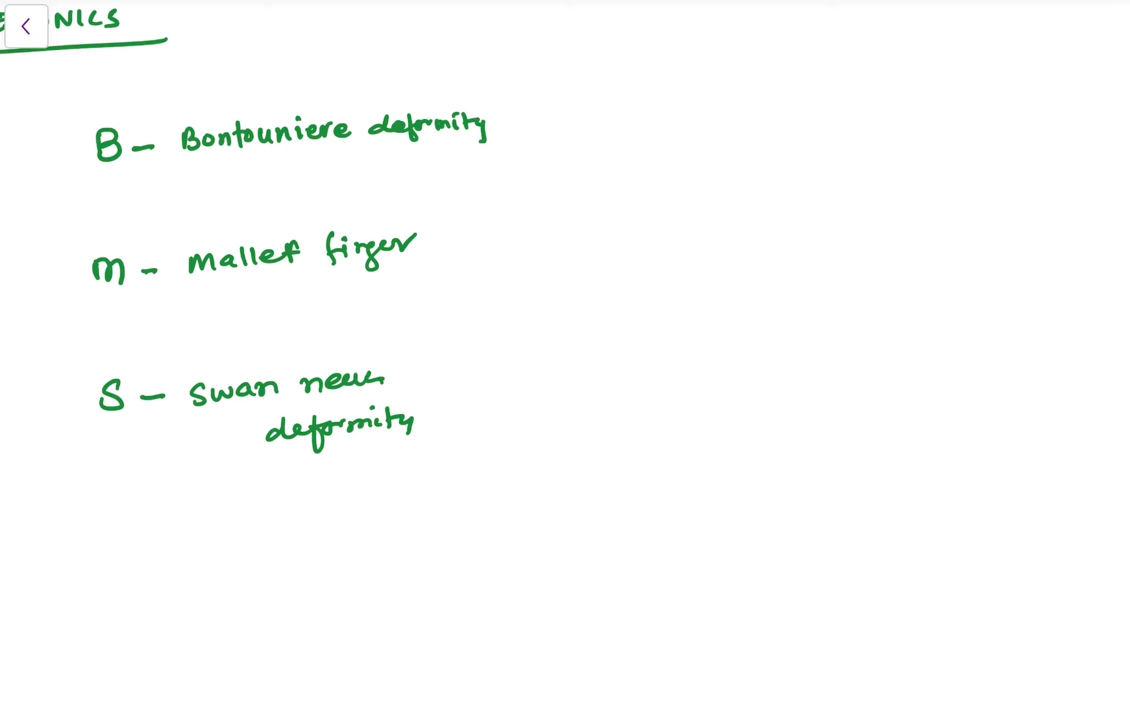 NICS
B - Bontouniere deformity
m - mallet finger
S - swan neck
deformity